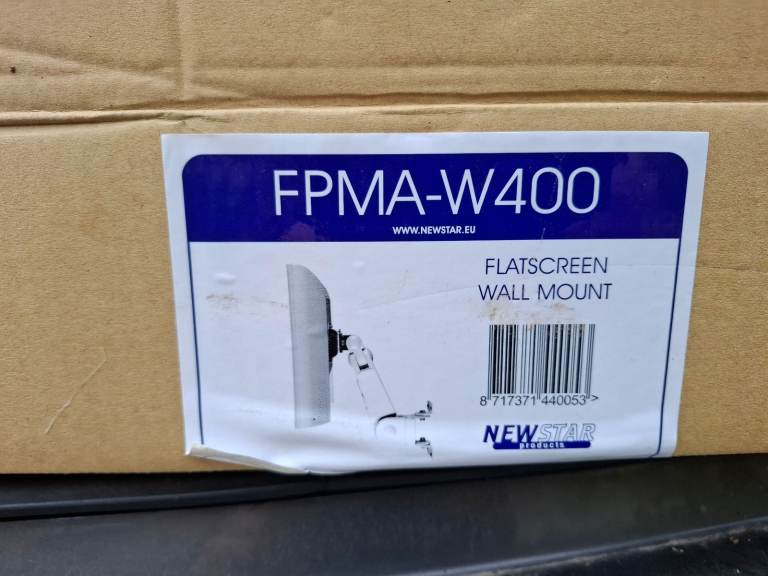 FPMA-W400
WWW.NEWSTAR.EU
FLATSCREEN
WALL MOUNT
8 717371 440053 >
NEWSTAR
products